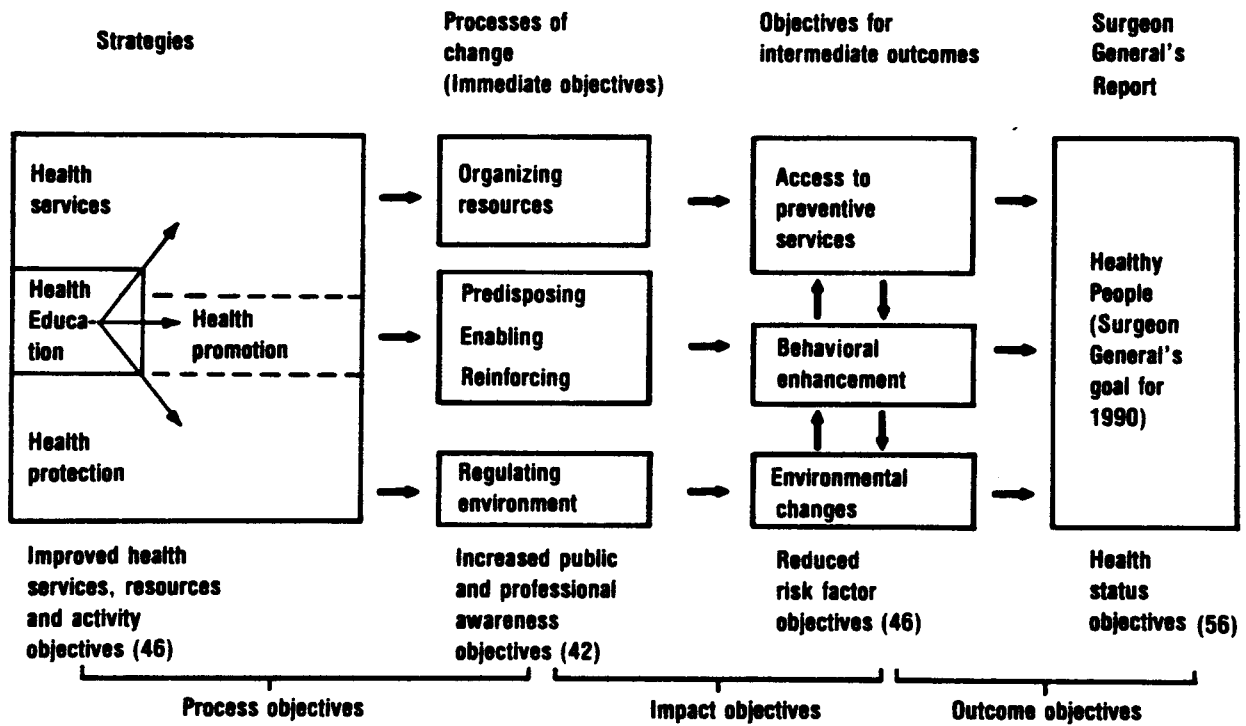 Strategies
Processes of
change
(Immediate objectives)
Objectives for
intermediate outcomes
Surgeon
General's
Report
Health
services
Health
Educa-
tion
Health
promotion
Health
protection
Organizing
resources
Predisposing
Enabling
Reinforcing
Regulating
environment
Access to
preventive
services
Behavioral
enhancement
Environmental
changes
Healthy
People
(Surgeon
General's
goal for
1990)
Improved health
services, resources
and activity
objectives (46)
Increased public
and professional
awareness
objectives (42)
Reduced
risk factor
objectives (46)
Health
status
objectives (56)
Process objectives
Impact objectives
Outcome objectives